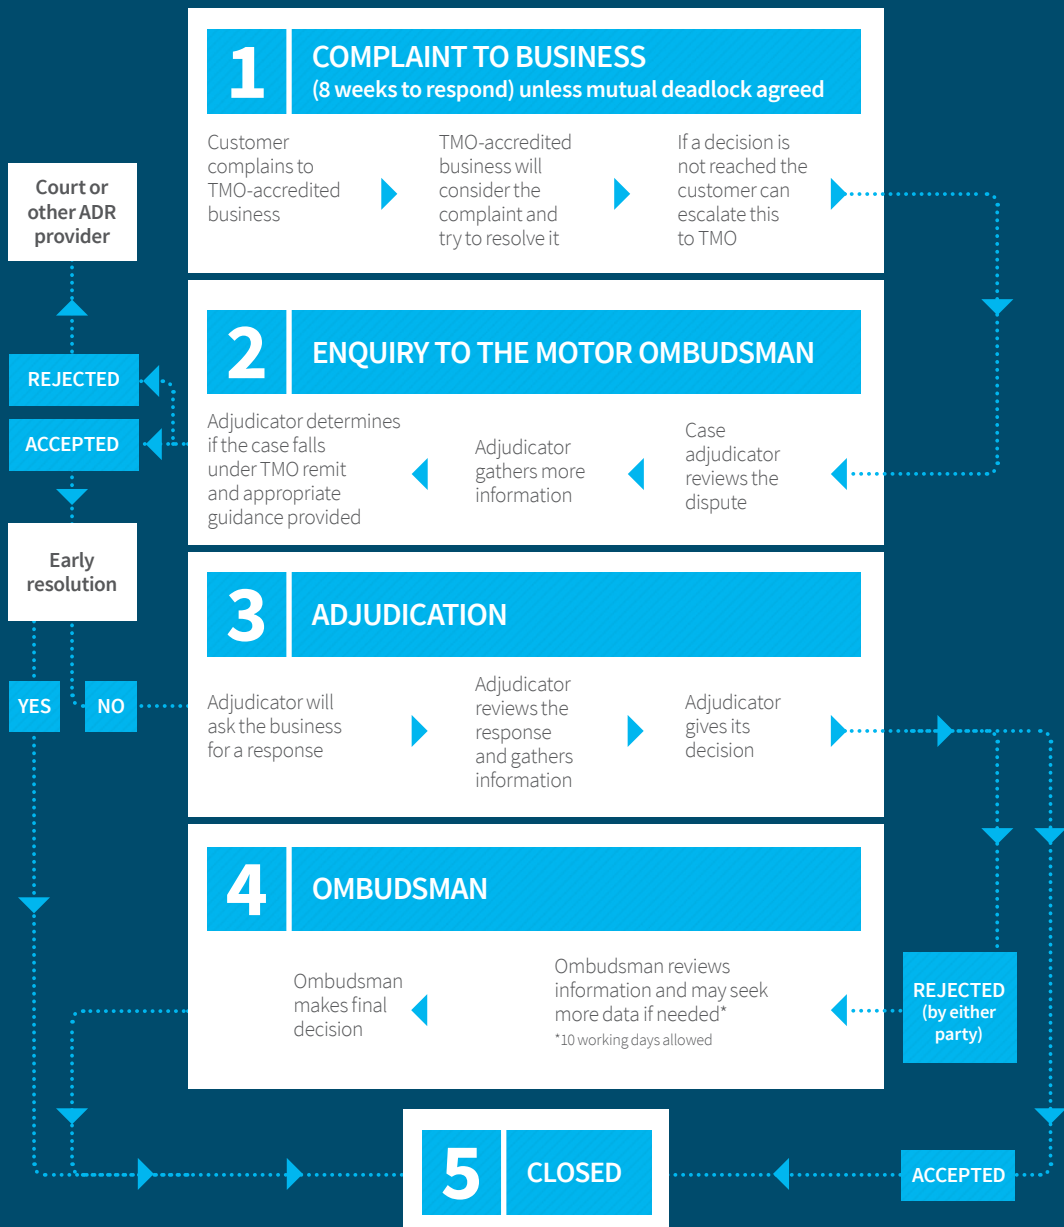 1
COMPLAINT TO BUSINESS
(8 weeks to respond) unless mutual deadlock agreed
Customer
complains to
TMO-accredited
business
TMO-accredited
business will
consider the
complaint and
try to resolve it
If a decision is
not reached the
customer can
escalate this
to TMO
Court or
other ADR
provider
2
ENQUIRY TO THE MOTOR OMBUDSMAN
REJECTED
ACCEPTED
Adjudicator determines
if the case falls
under TMO remit
and appropriate
guidance provided
Adjudicator
gathers more
information
Case
adjudicator
reviews the
dispute
Early
resolution
YES
NO
3
ADJUDICATION
Adjudicator will
ask the business
for a response
Adjudicator
reviews the
response
and gathers
information
Adjudicator
gives its
decision
4
OMBUDSMAN
Ombudsman
makes final
decision
Ombudsman reviews
information and may seek
more data if needed*
*10 working days allowed
REJECTED
(by either
party)
5
CLOSED
ACCEPTED